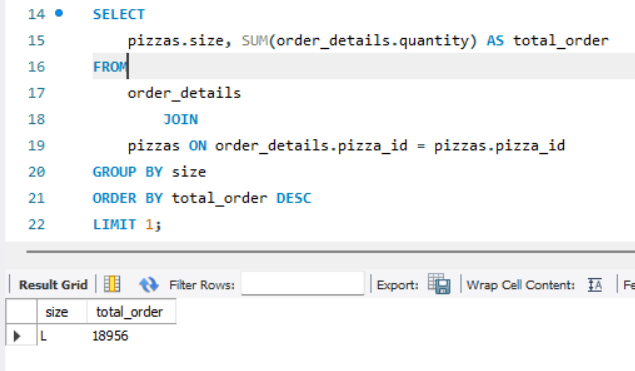 14 SELECT
15 pizzas.size, SUM(order_details.quantity) AS total_order
16 FROM
17 order_details
18 JOIN
19 pizzas ON order_details.pizza_id = pizzas.pizza_id
20 GROUP BY size
21 ORDER BY total_order DESC
22 LIMIT 1;
Result Grid Filter Rows: Export: Wrap Cell Content: IA Fe
size total_order
L 18956